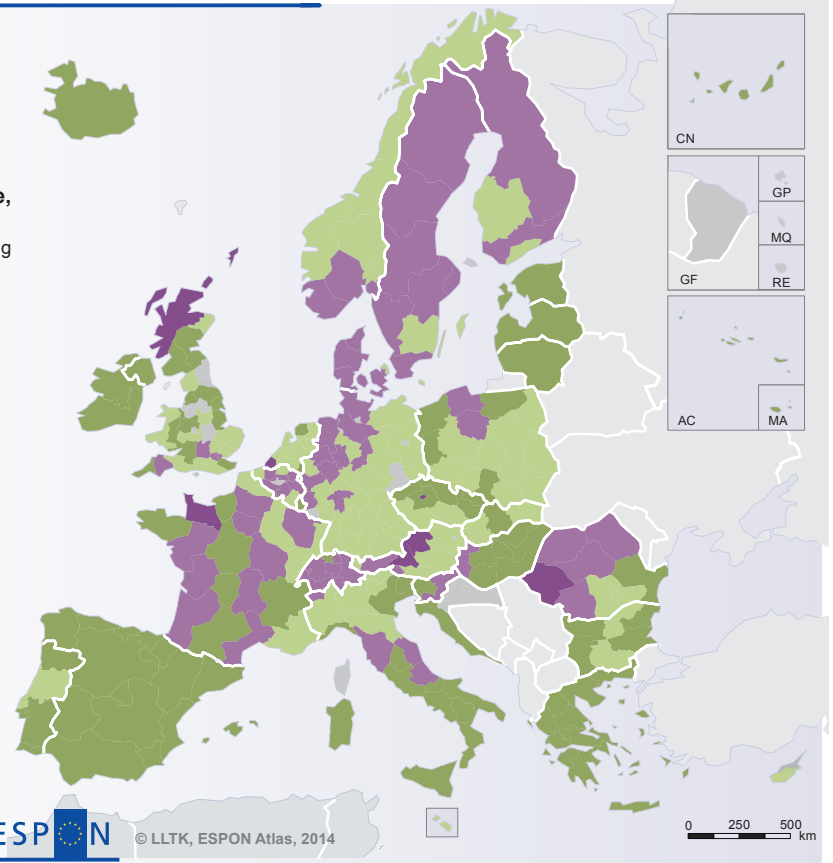 e,
g
CN
GP
MQ
RE
GF
AC
MA
ESPON
© LLTK, ESPON Atlas, 2014
0 250 500
km